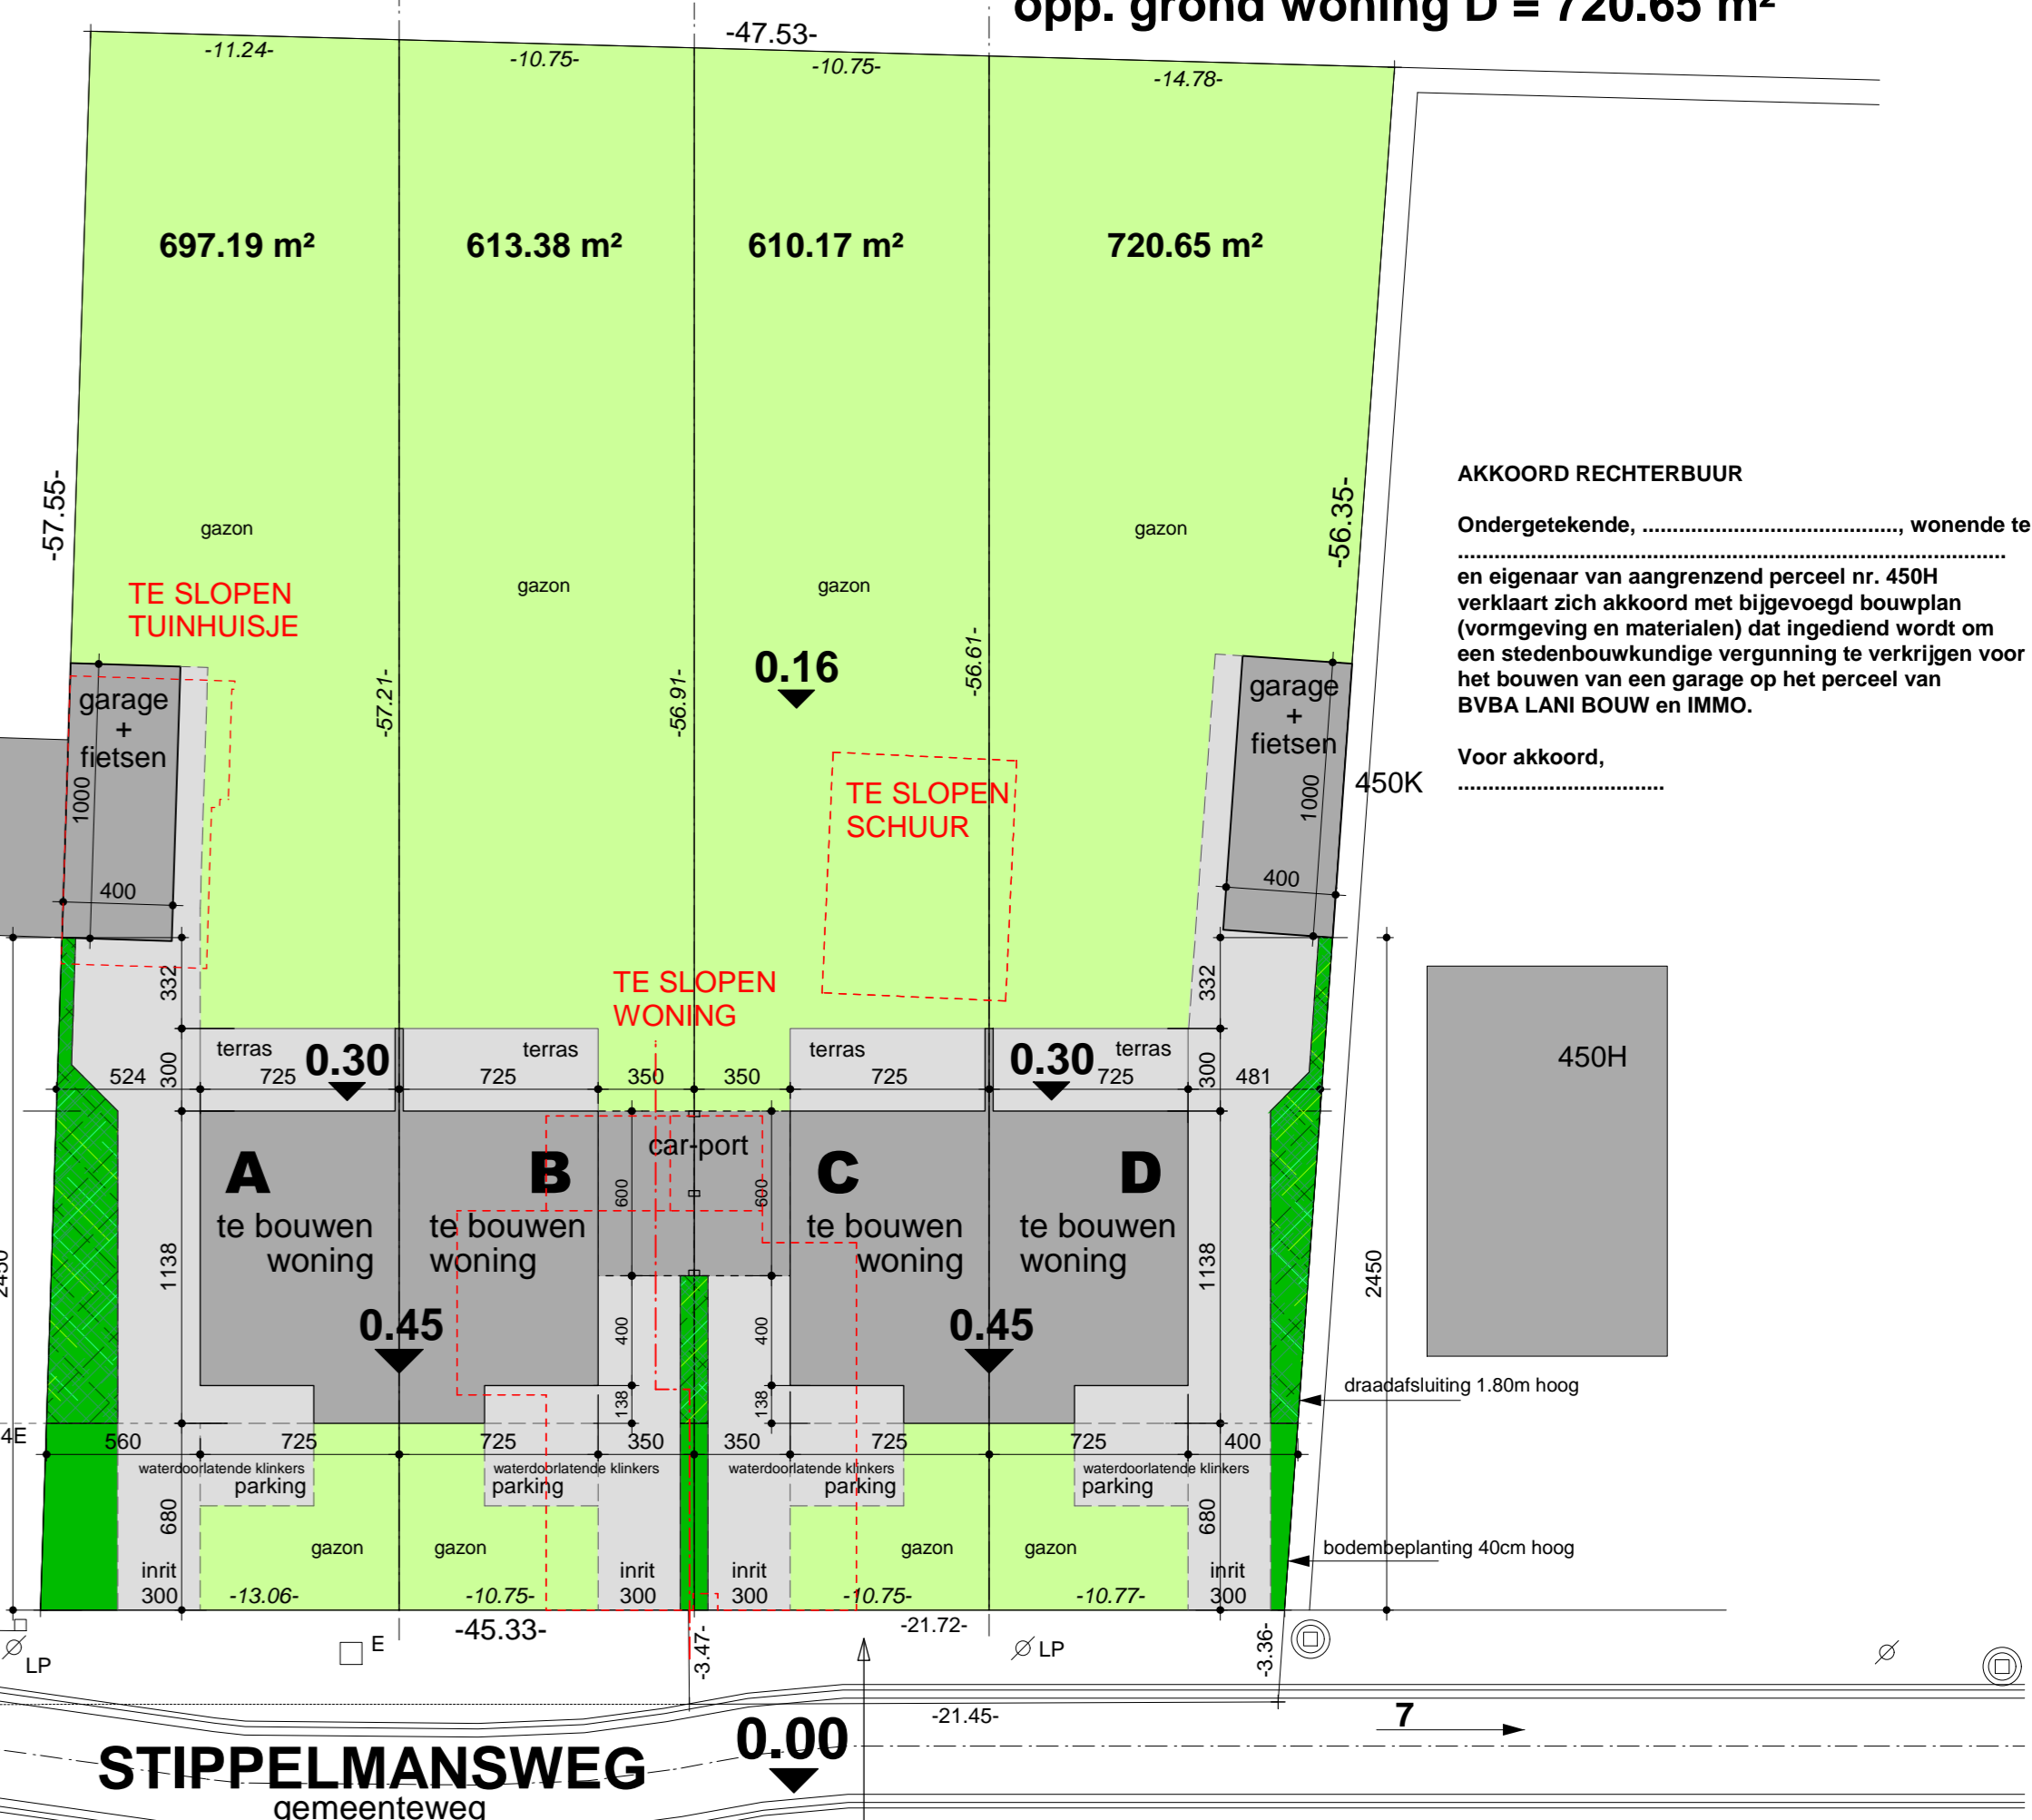 opp. grond woning D = 720.65 m²
-47.53-
-11.24-
-10.75-
-10.75-
-14.78-
697.19 m²
613.38 m²
610.17 m²
720.65 m²
-57.55-
-56.35-
gazon
gazon
gazon
gazon
TE SLOPEN
TUINHUISJE
-57.21-
-56.91-
-56.61-
0.16
AKKOORD RECHTERBUUR
Ondergetekende, .........................................., wonende te
..........................................................................................
en eigenaar van aangrenzend perceel nr. 450H
verklaart zich akkoord met bijgevoegd bouwplan
(vormgeving en materialen) dat ingediend wordt om
een stedenbouwkundige vergunning te verkrijgen voor
het bouwen van een garage op het perceel van
BVBA LANI BOUW en IMMO.
Voor akkoord,
..................................
garage
+
fietsen
1000
400
garage
+
fietsen
1000
400
450K
TE SLOPEN
SCHUUR
TE SLOPEN
WONING
332
332
terras
0.30
terras
terras
0.30
terras
300
300
524
725
725
350
350
725
725
481
450H
car-port
A
te bouwen
woning
B
te bouwen
woning
C
te bouwen
woning
D
te bouwen
woning
600
600
1138
1138
2450
2450
0.45
0.45
400
400
138
138
draadafsluiting 1.80m hoog
4E
560
725
725
350
350
725
725
400
waterdoorlatende klinkers
parking
waterdoorlatende klinkers
parking
waterdoorlatende klinkers
parking
waterdoorlatende klinkers
parking
680
680
gazon
gazon
gazon
gazon
bodembeplanting 40cm hoog
inrit
300
inrit
300
inrit
300
inrit
300
-13.06-
-10.75-
-10.75-
-10.77-
-45.33-
-21.72-
LP
E
-3.47-
LP
-3.36-
-21.45-
7
0.00
STIPPELMANSWEG
gemeenteweg